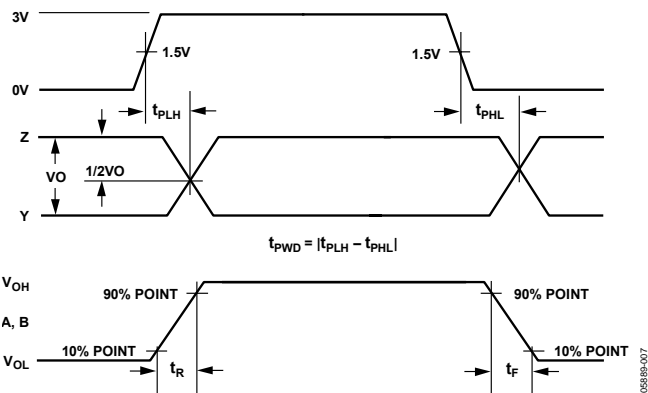 3V
1.5V
1.5V
0V
tPLH
tPHL
Z
VO
1/2VO
Y
tPWD = |tPLH – tPHL|
VOH
90% POINT
90% POINT
A, B
10% POINT
10% POINT
VOL
tR
tF
05889-007